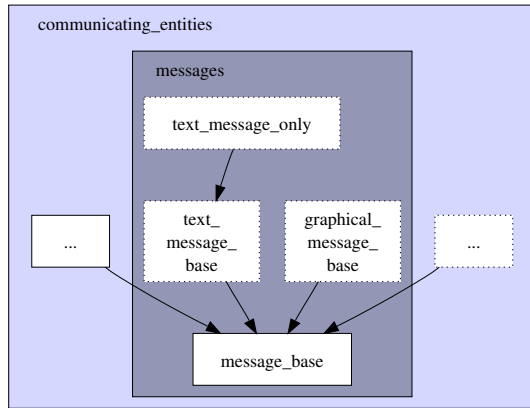 communicating_entities
messages
text_message_only
text_
message_
base
graphical_
message_
base
...
...
message_base